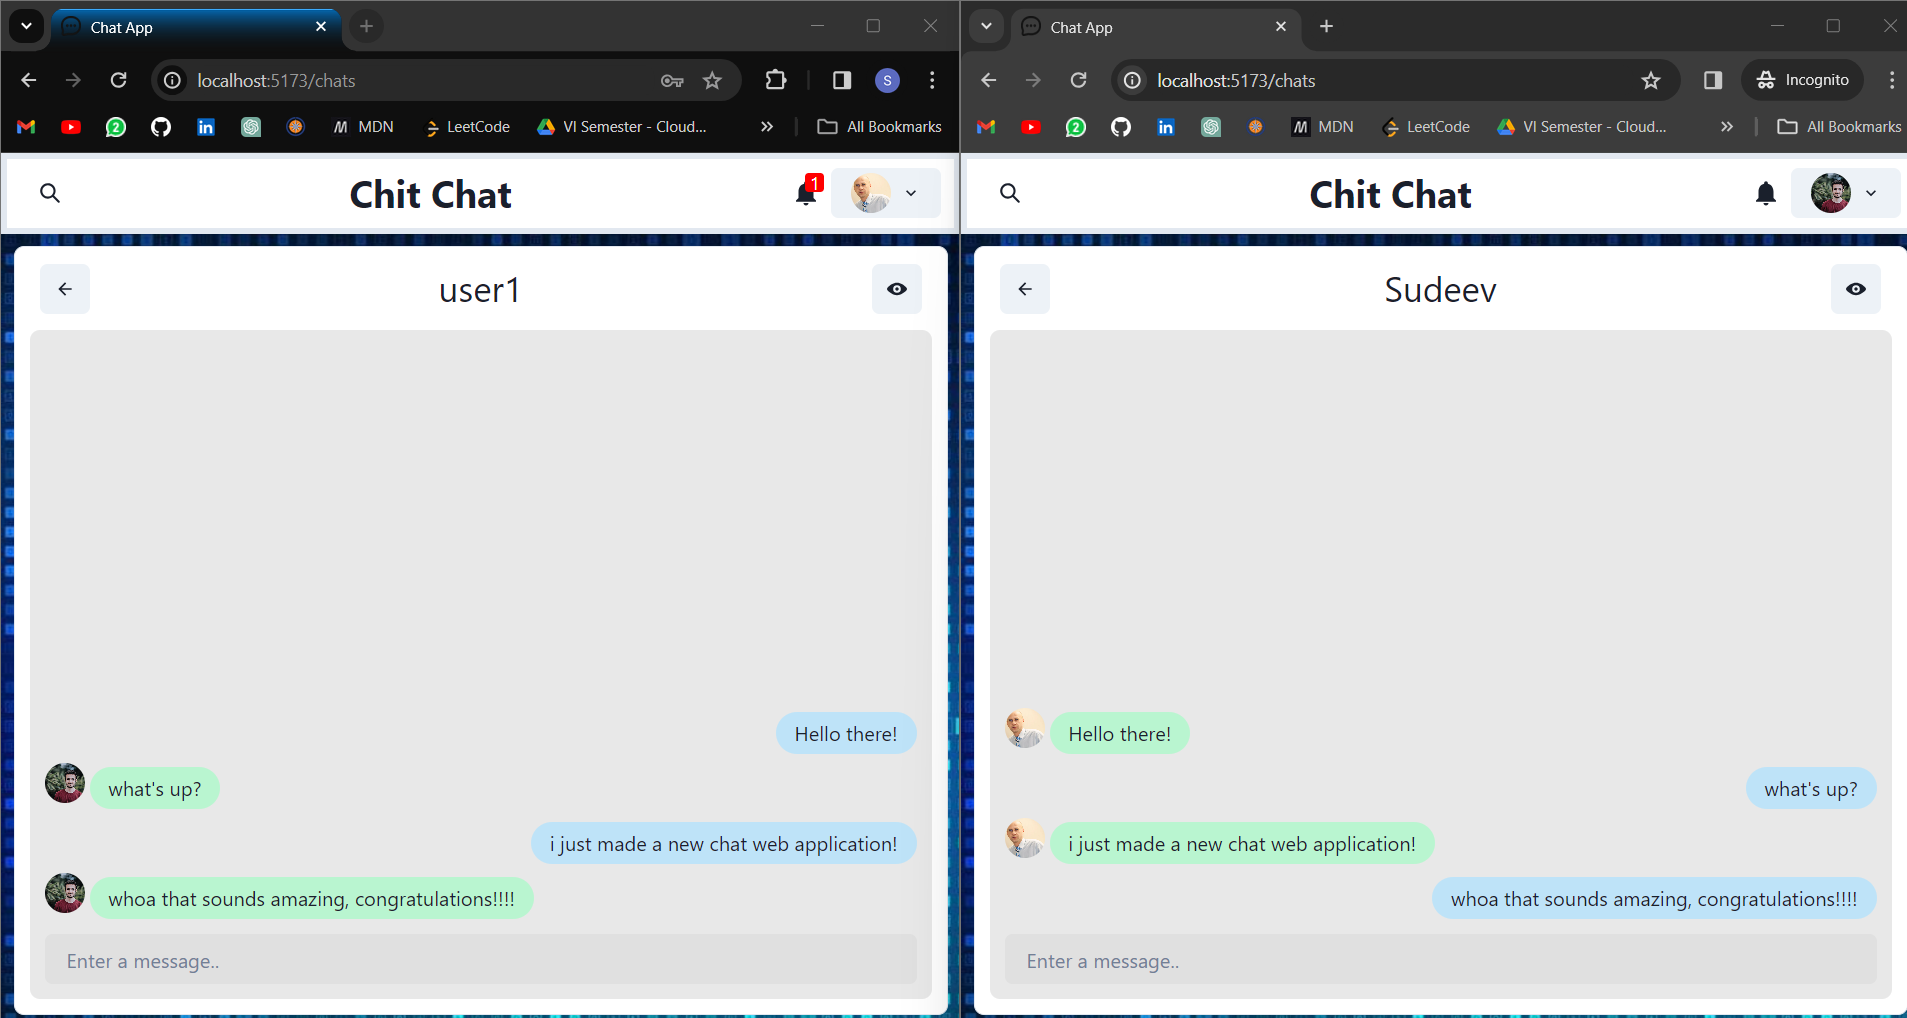 Chat App
localhost:5173/chats
S
2
MDN
LeetCode
VI Semester - Cloud...
All Bookmarks
Chit Chat
1
user1
Hello there!
what's up?
i just made a new chat web application!
whoa that sounds amazing, congratulations!!!!
Enter a message..
Chat App
localhost:5173/chats
Incognito
2
MDN
LeetCode
VI Semester - Cloud...
All Bookmarks
Chit Chat
Sudeev
Hello there!
what's up?
i just made a new chat web application!
whoa that sounds amazing, congratulations!!!!
Enter a message..